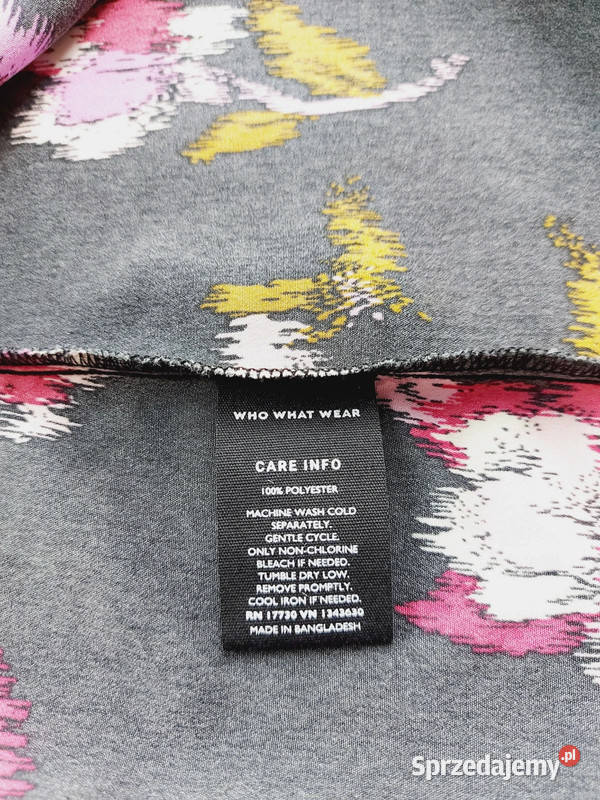 WHO WHAT WEAR
CARE INFO
100% POLYESTER
MACHINE WASH COLD
SEPARATELY.
GENTLE CYCLE.
ONLY NON-CHLORINE
BLEACH IF NEEDED.
TUMBLE DRY LOW.
REMOVE PROMPTLY.
COOL IRON IF NEEDED.
RN 17730 VN 1343630
MADE IN BANGLADESH
Sprzedajemy.pl